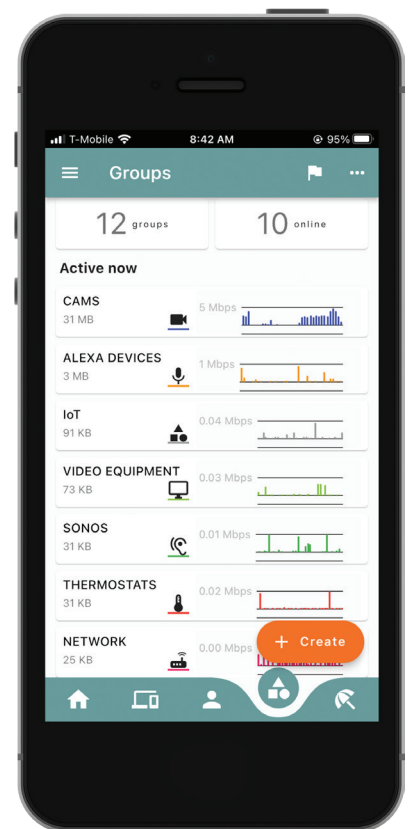 T-Mobile 8:42 AM 95%
Groups
12 groups 10 online
Active now
CAMS
31 MB
5 Mbps
ALEXA DEVICES
3 MB
1 Mbps
IoT
91 KB
0.04 Mbps
VIDEO EQUIPMENT
73 KB
0.03 Mbps
SONOS
31 KB
0.01 Mbps
THERMOSTATS
31 KB
0.02 Mbps
NETWORK
25 KB
0.00 Mbps
+ Create